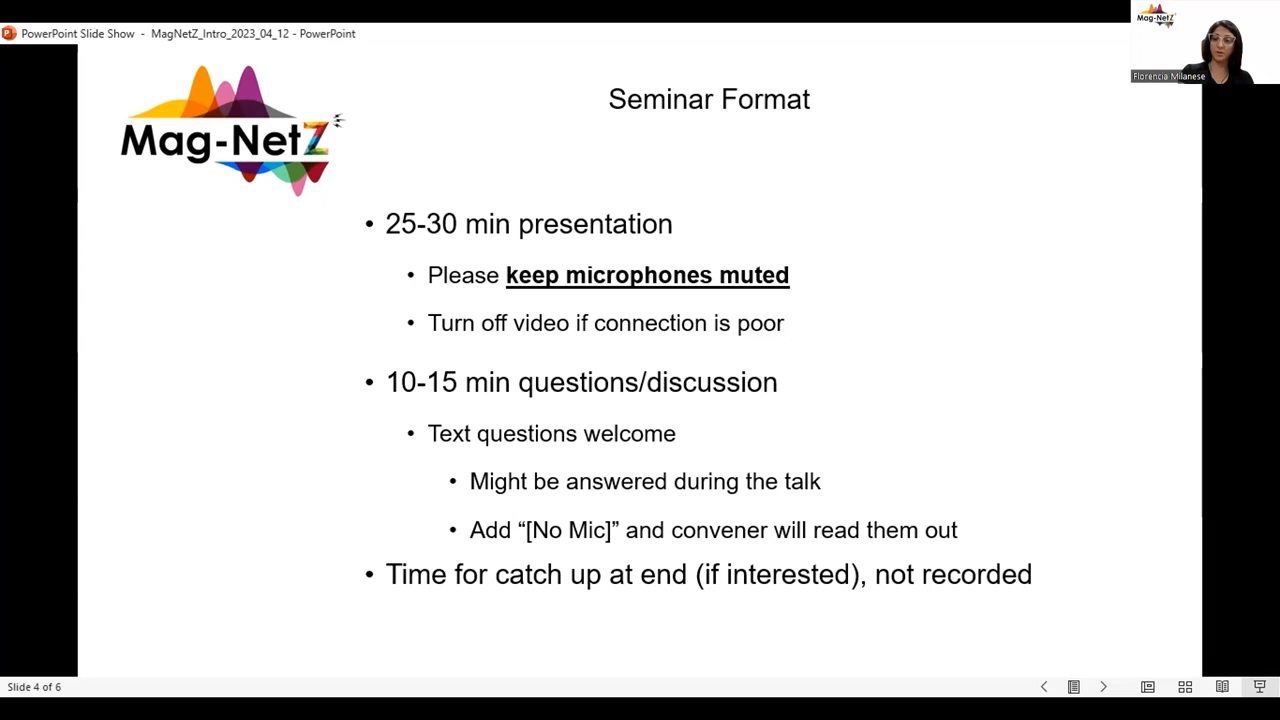 PowerPoint Slide Show - MagNetZ_Intro_2023_04_12 - PowerPoint
Mag-NetZ
Florencia Milanese
Mag-NetZ
Seminar Format
• 25-30 min presentation
• Please keep microphones muted
• Turn off video if connection is poor
• 10-15 min questions/discussion
• Text questions welcome
• Might be answered during the talk
• Add “[No Mic]” and convener will read them out
• Time for catch up at end (if interested), not recorded
Slide 4 of 6